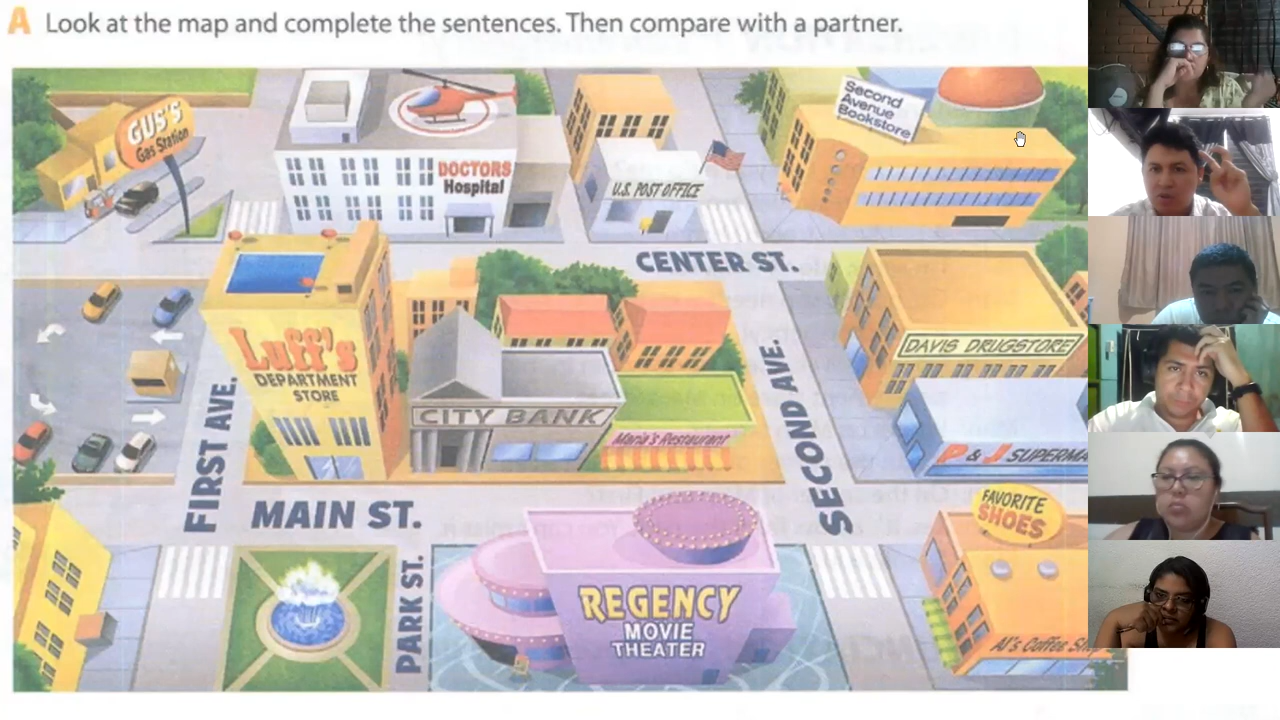 A Look at the map and complete the sentences. Then compare with a partner.
GUS'S
Gas Station
DOCTORS
Hospital
U.S. POST OFFICE
Second
Avenue
Bookstore
CENTER ST.
Luff's
DEPARTMENT
STORE
CITY BANK
Maria's Restaurant
DAVIS DRUGSTORE
P & J SUPERMA
FIRST AVE.
SECOND AVE.
MAIN ST.
PARK ST.
FAVORITE
SHOES
REGENCY
MOVIE
THEATER
Al's Coffee Sh